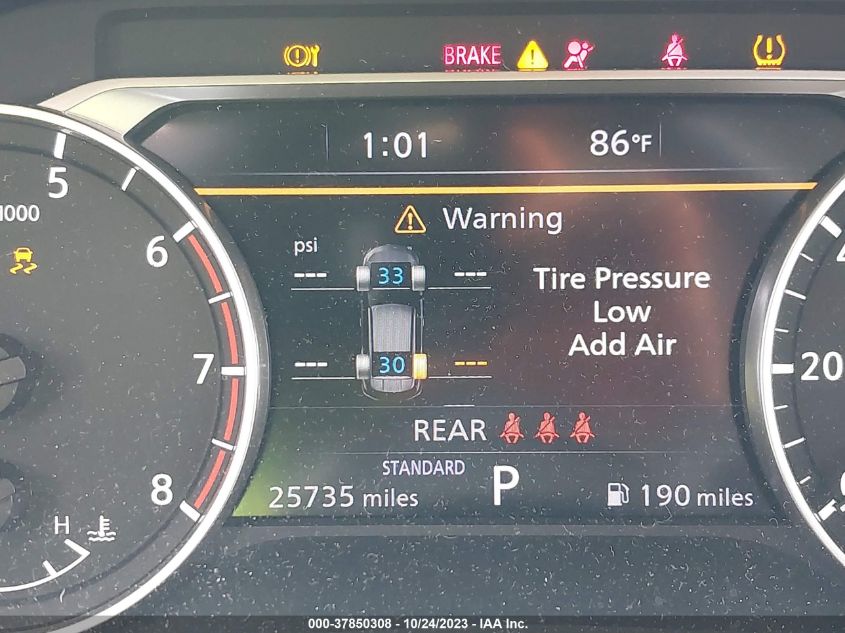 BRAKE
1:01 86°F
5
1000
6
7
8
H
Warning
psi
--- 33 ---
--- 30 ---
Tire Pressure
Low
Add Air
REAR
STANDARD
25735 miles P 190 miles
20
000-37850308 - 10/24/2023 - IAA Inc.